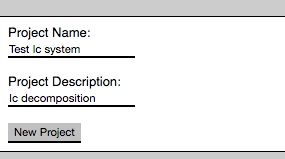 Project Name:
Test lc system
Project Description:
lc decomposition
New Project